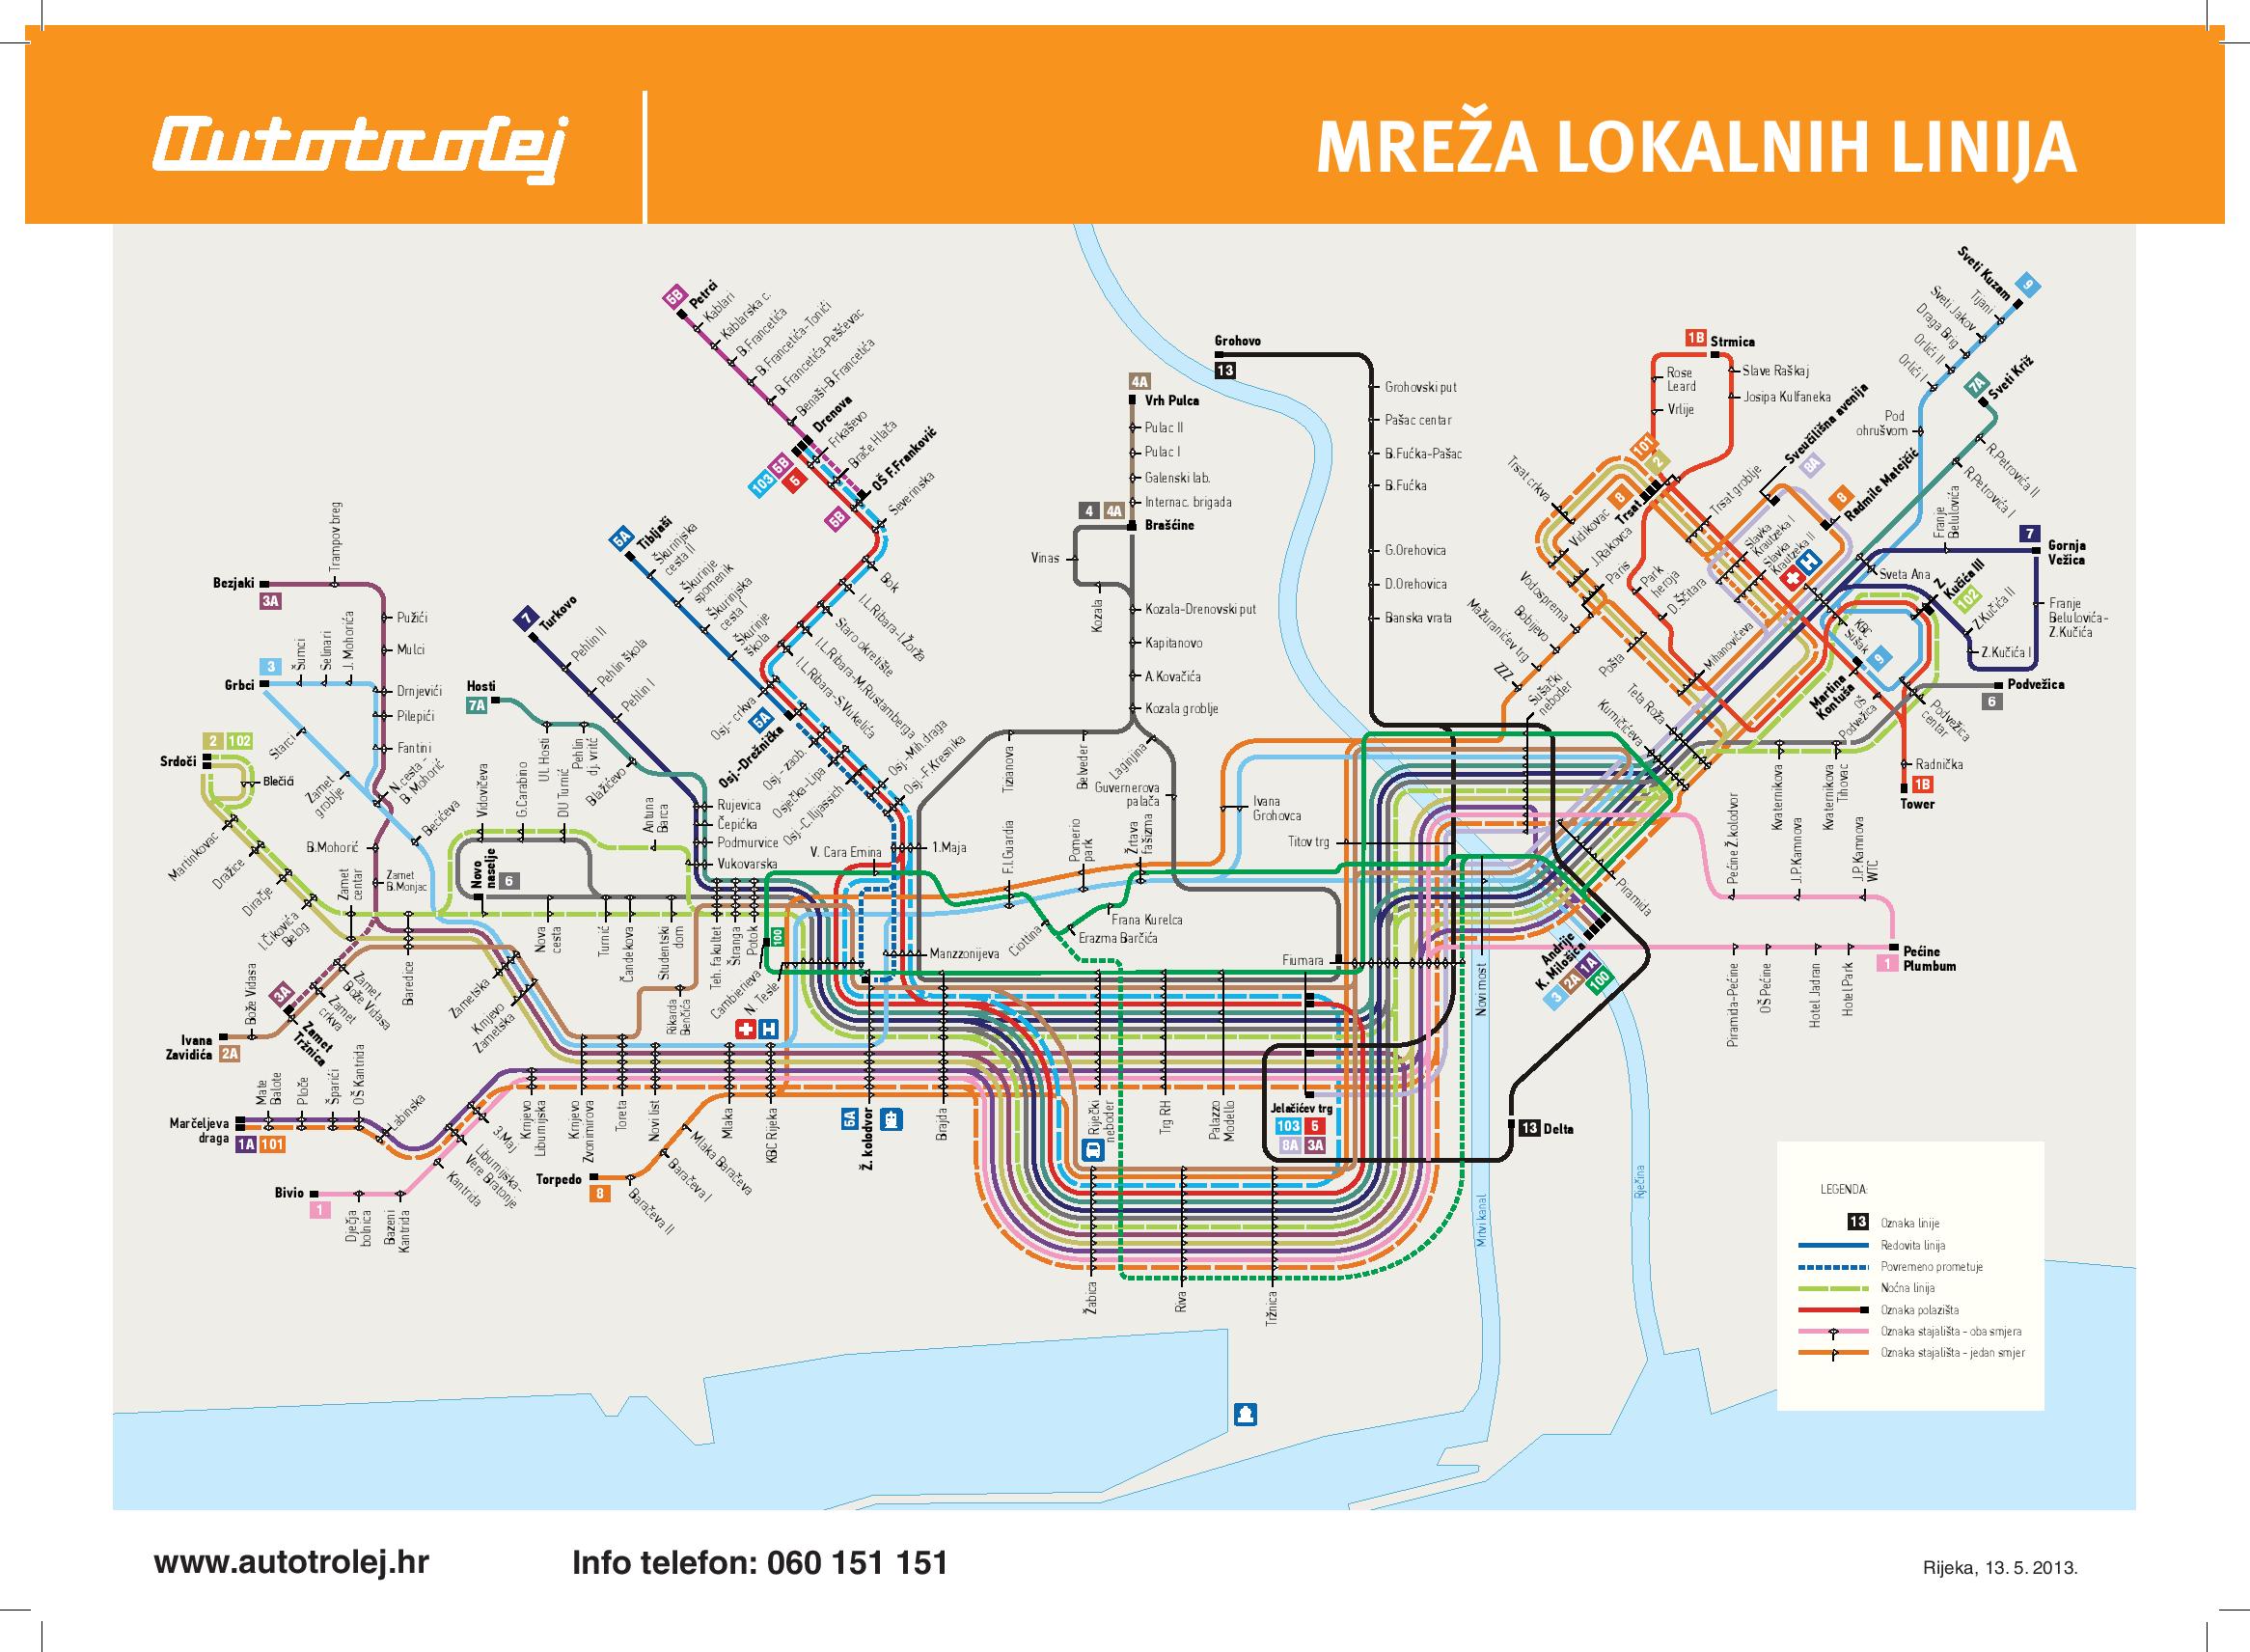 Autotrolej
MREŽA LOKALNIH LINIJA
5B
Petrci
Kablari
Kablarska c.
B.Francetića
B.Francetića-Tonići
B.Francetića-Peščevac
Benaši-B.Francetića
Drenova
Frkaševo
Braće Hlača
OŠ F.Franković
Severinska
103
5B
5
5B
Bok
I.L.Ribara-I.Žorža
Staro okretište
I.L.Ribara-M.Rustambega
I.L.Ribara-S.Vukelića
Osj.-Mih.draga
Osj.-F.Kresnika
5A
Tibljaši
Škurinjska
cesta II
Škurinje
spomenik
Škurinjska
cesta I
Škurinje
škola
Osj.- crkva
5A
Osj.-Drežnička
Osj.- zaob.
Osječka-Lipa
Osj.-C.Ilijassich
7
Turkovo
Pehlin II
Pehlin škola
Pehlin I
Hosti
7A
Ul. Hosti
Pehlin
dj. vrtić
Blažićevo
Rujevica
Čepićka
Podmurvice
Vukovarska
Bezjaki
3A
Trampov breg
Pužići
Mulci
Drnjevići
Pilepići
Fantini
N.cesta -
B. Mohorić
B.Mohorić
Zamet
B.Monjac
3
Grbci
Šumci
Selinari
J. Mohorića
Starci
Zamet
groblje
Bećićeva
2
102
Srdoči
Blečići
Martinkovac
Dražice
Diračje
I.Ć.ikovića
Belog
Zamet
centar
Baredice
Vidovićeva
G.Carabino
DU Turnić
Antuna
Barca
Novo
naselje
6
Nova
cesta
Turnić
Čandekova
Studentski
dom
Teh. fakultet
Štranga
Potok
100
Cambierieva
N. Tesle
H
V. Cara Emina
1.Maja
Manzzonijeva
3A
Zamet
Tržnica
Zamet
crkva
Zamet
Bože Vidasa
Bože Vidasa
Ivana
Zavidića
2A
Zametska
Krnjevo
Zametska
Rikarda
Benčića
Marčeljeva
draga
1A
101
Mate
Balote
Ploče
Šparići
OŠ Kantrida
Labinska
3.Maj
Liburnijska-
Vere Bratonje
Kantrida
Bivio
1
Dječja
bolnica
Bazeni
Kantrida
Krnjevo
Liburnijska
Krnjevo
Zvonimirova
Toreta
Novi list
Mlaka
KBC Rijeka
5A
Ž. kolodvor
Brajda
Torpedo
8
Baračeva II
Baračeva I
Mlaka Baračeva
4A
Vrh Pulca
Pulac II
Pulac I
Galenski lab.
Internac. brigada
4
4A
Brašćine
Vinas
Kozala
Kozala-Drenovski put
Kapitanovo
A.Kovačića
Kozala groblje
Tizianova
Belveder
Laginjina
Guvernerova
palača
F.I.Guardia
Pomerio
park
Žrtava
fašizma
Ivana
Grohovca
Ciottina
Frana Kurelca
Erazma Barčića
Titov trg
Fiumara
Novi most
Riječki
neboder
Trg RH
Palazzo
Modello
Jelačićev trg
103
5
8A
3A
Žabica
Riva
Tržnica
13
Delta
Mrtvi kanal
Rječina
Grohovo
13
Grohovski put
Pašac centar
B.Fućka-Pašac
B.Fućka
G.Orehovica
D.Orehovica
Banska vrata
1B
Strmica
Rose
Leard
Vrlije
Slave Raškaj
Josipa Kulfaneka
Sveučilišna avenija
8A
8
Radmile Matejčić
101
2
8
Trsat
Trsat crkva
Trsat groblje
Vidikovac
J.Rakovca
Paris
Vodosprema
Bobijevo
Mažuranićev trg
ZZZ
Sušački
neboder
Park
heroja
D.Šćitara
Pošta
Slavka
Krautzeka I
Slavka
Krautzeka II
H
Mihanovićeva
Teta Roža
Kumičićeva
Piramida
Andrije
K. Miošića
3
2A
1A
100
Sveti Kuzam
9
Tijani
Sveti Jakov
Draga Brig
Orlići II
Orlići I
Pod
ohrušvom
7A
Sveti Križ
R.Petrovića II
R.Petrovića I
Franje
Belulovića
7
Gornja
Vežica
Sveta Ana
Z.
Kučića III
102
Z.Kučića II
Z.Kučića I
Franje
Belulovića-
Z.Kučića
KBC
Sušak
9
Martina
Kontuša
OŠ
Podvežica
Podvežica
centar
Podvežica
6
Radnička
1B
Tower
Kvaternikova
Kvaternikova
Tihovac
Pećine Ž.kolodvor
J.P.Kamnova
J.P.Kamnova
WTC
Pećine
Plumbum
1
Piramida-Pećine
OŠ Pećine
Hotel Jadran
Hotel Park
LEGENDA:
13 Oznaka linije
Redovita linija
Povremeno prometuje
Noćna linija
Oznaka polazišta
Oznaka stajališta - oba smjera
Oznaka stajališta - jedan smjer
www.autotrolej.hr
Info telefon: 060 151 151
Rijeka, 13. 5. 2013.